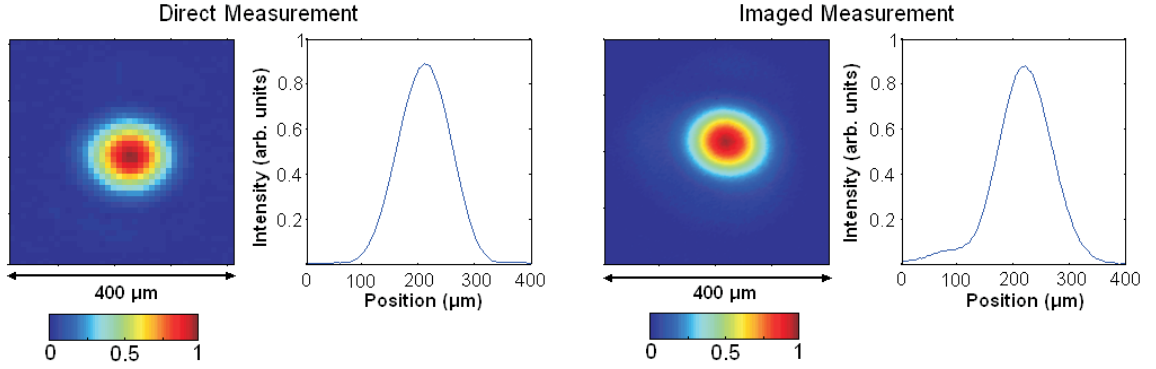 Direct Measurement
Intensity (arb. units)
1
0.8
0.6
0.4
0.2
0 100 200 300 400
Position (µm)
400 µm
0 0.5 1
Imaged Measurement
Intensity (arb. units)
1
0.8
0.6
0.4
0.2
0 100 200 300 400
Position (µm)
400 µm
0 0.5 1